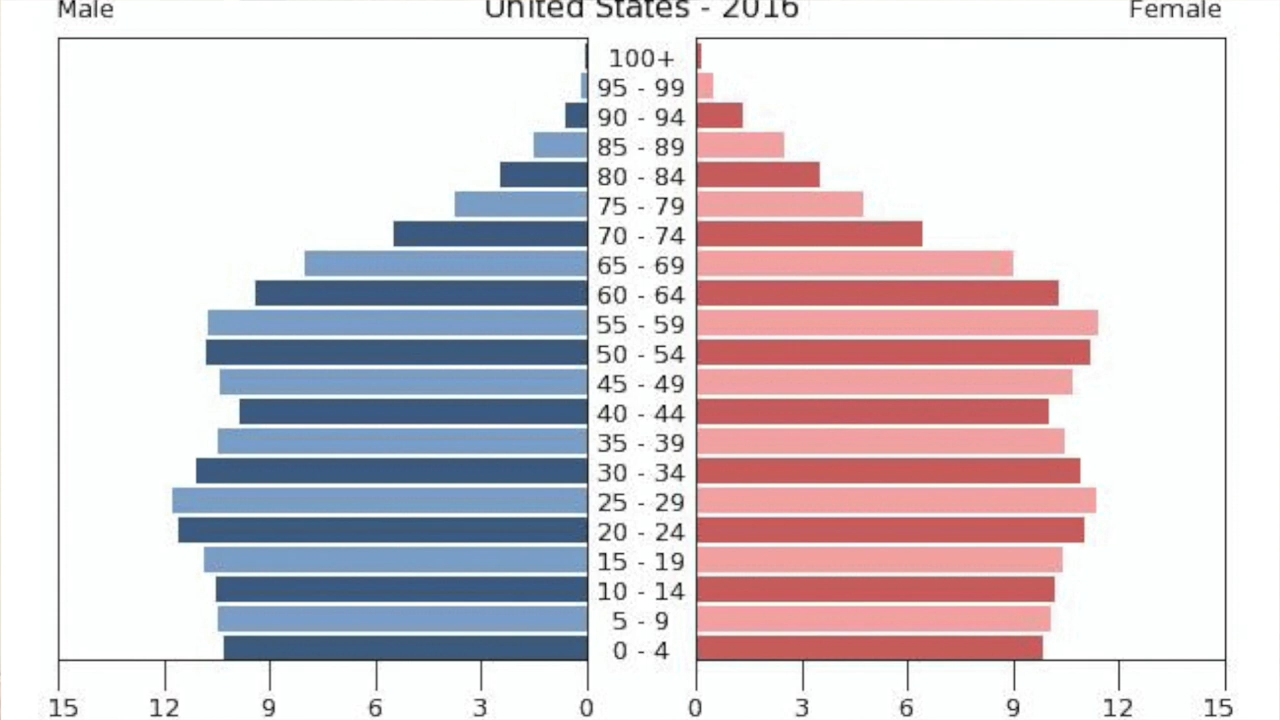 Male United States - 2016 Female
100+
95 - 99
90 - 94
85 - 89
80 - 84
75 - 79
70 - 74
65 - 69
60 - 64
55 - 59
50 - 54
45 - 49
40 - 44
35 - 39
30 - 34
25 - 29
20 - 24
15 - 19
10 - 14
5 - 9
0 - 4
15 12 9 6 3 0 0 3 6 9 12 15